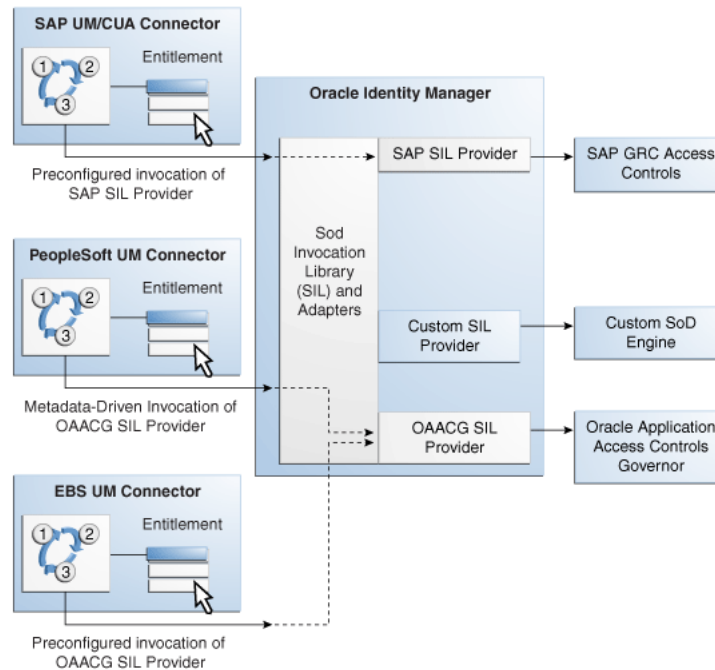 SAP UM/CUA Connector
1
2
3
Entitlement
Preconfigured invocation of
SAP SIL Provider
PeopleSoft UM Connector
1
2
3
Entitlement
Metadata-Driven Invocation of
OAACG SIL Provider
EBS UM Connector
1
2
3
Entitlement
Preconfigured invocation of
OAACG SIL Provider
Oracle Identity Manager
Sod
Invocation
Library
(SIL) and
Adapters
SAP SIL Provider
Custom SIL
Provider
OAACG SIL
Provider
SAP GRC Access
Controls
Custom SoD
Engine
Oracle Application
Access Controls
Governor